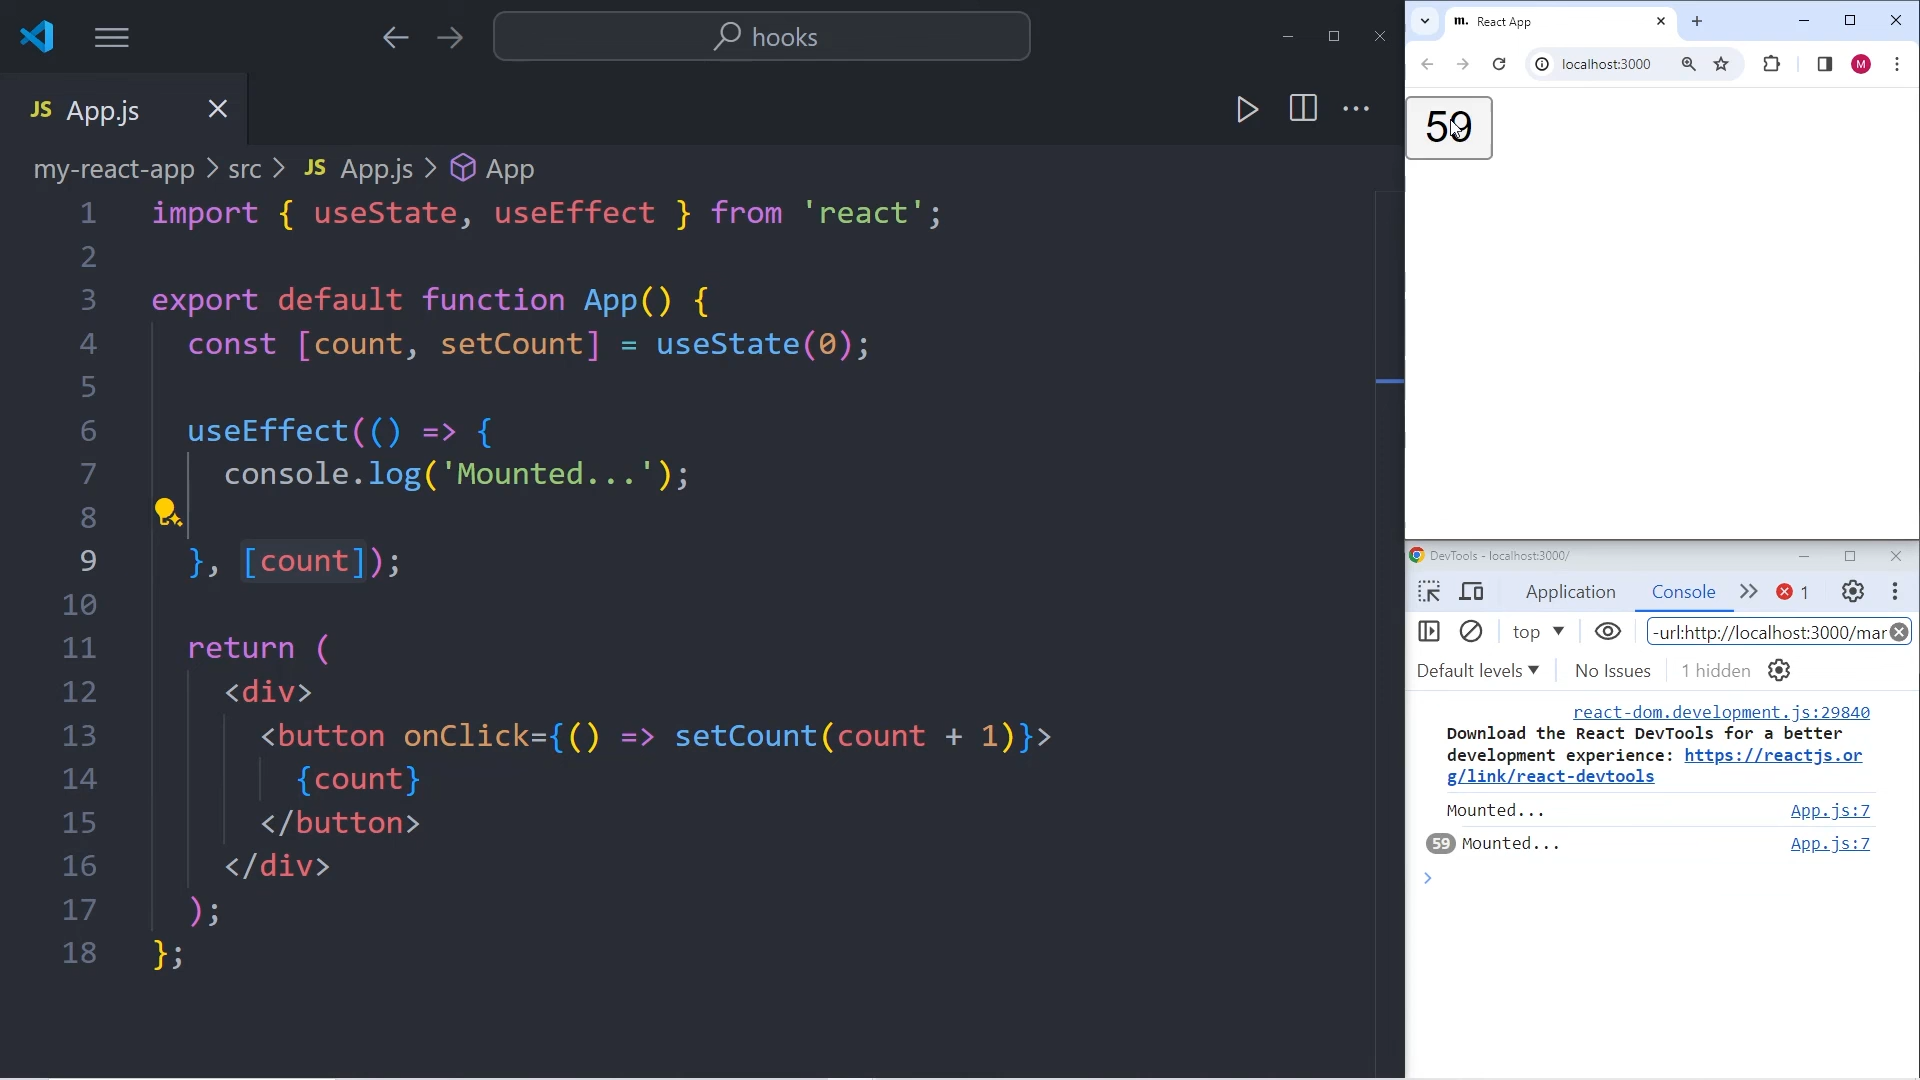 hooks
JS App.js
my-react-app > src > JS App.js > App
1 import { useState, useEffect } from 'react';
2
3 export default function App() {
4 const [count, setCount] = useState(0);
5
6 useEffect(() => {
7 console.log('Mounted...');
8
9 }, [count]);
10
11 return (
12 <div>
13 <button onClick={() => setCount(count + 1)}>
14 {count}
15 </button>
16 </div>
17 );
18 };
m. React App
localhost:3000
M
59
DevTools - localhost:3000/
Application Console 1
top -url:http://localhost:3000/mar
Default levels No Issues 1 hidden
react-dom.development.js:29840
Download the React DevTools for a better
development experience: https://reactjs.or
g/link/react-devtools
Mounted... App.js:7
59 Mounted... App.js:7